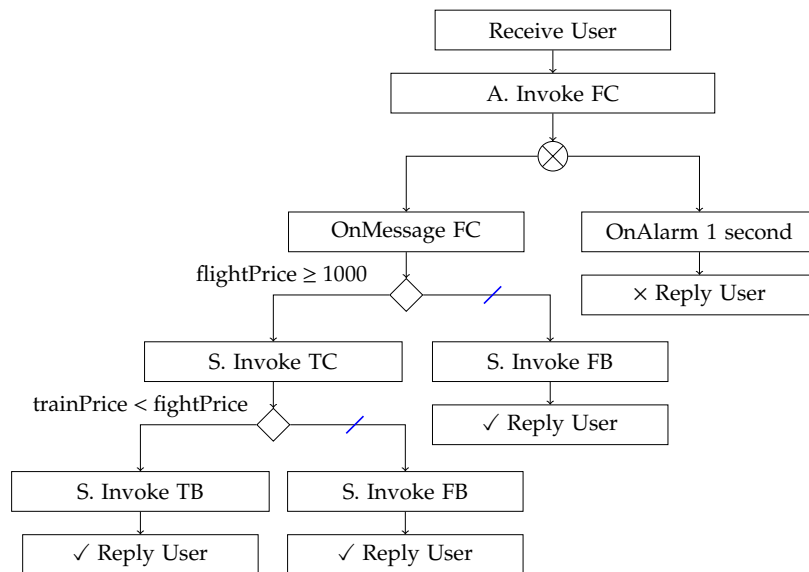 Receive User
A. Invoke FC
OnMessage FC
OnAlarm 1 second
flightPrice ≥ 1000
× Reply User
S. Invoke TC
S. Invoke FB
trainPrice < fightPrice
✓ Reply User
S. Invoke TB
S. Invoke FB
✓ Reply User
✓ Reply User